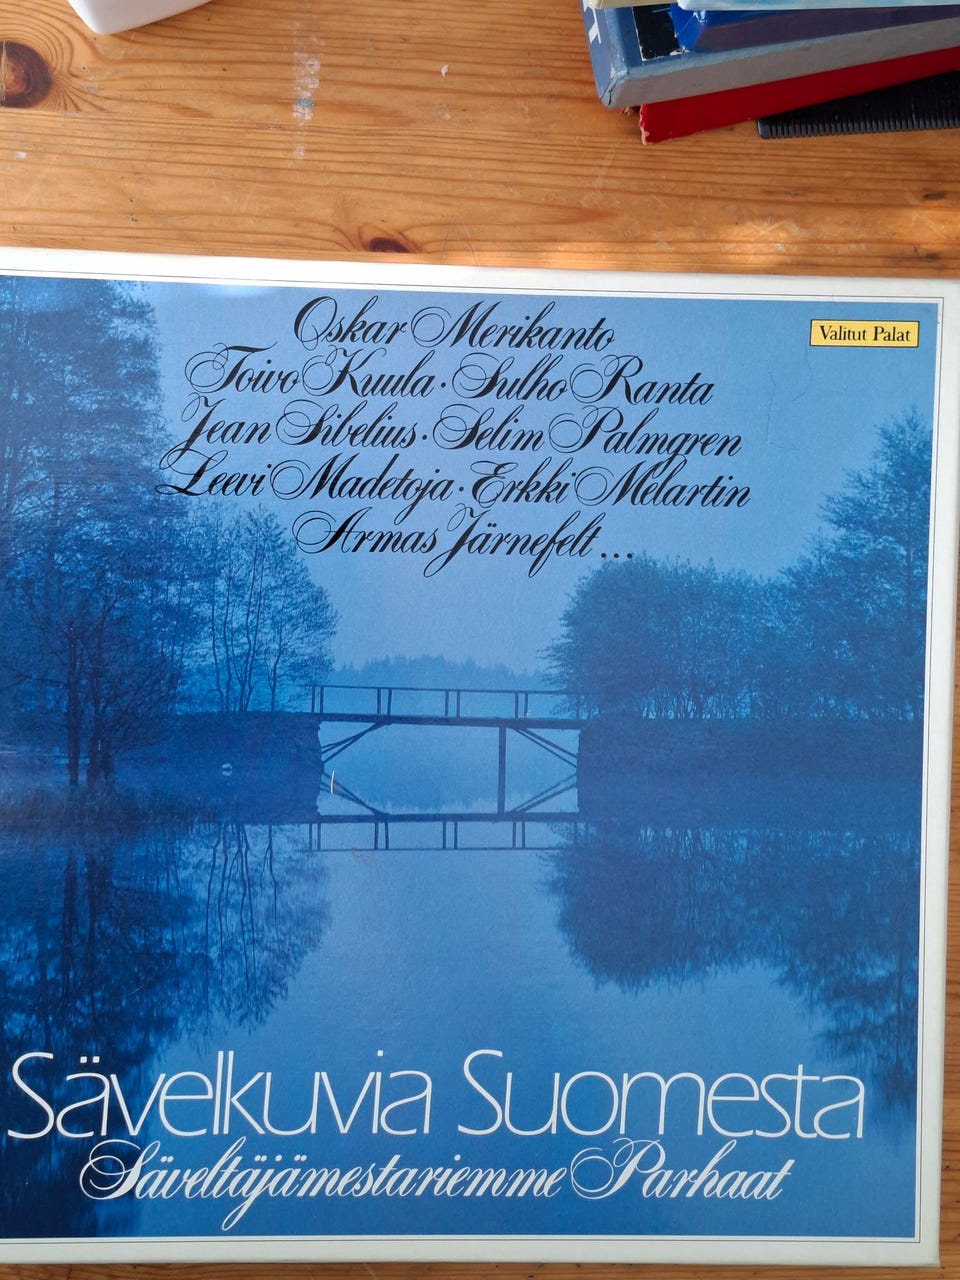 Oskar Merikanto
Valitut Palat
Toivo Kuula · Sulho Ranta
Jean Sibelius · Selim Palmgren
Leevi Madetoja · Erkki Melartin
Armas Järnefelt ...
Sävelkuvia Suomesta
Säveltäjämestariemme Parhaat